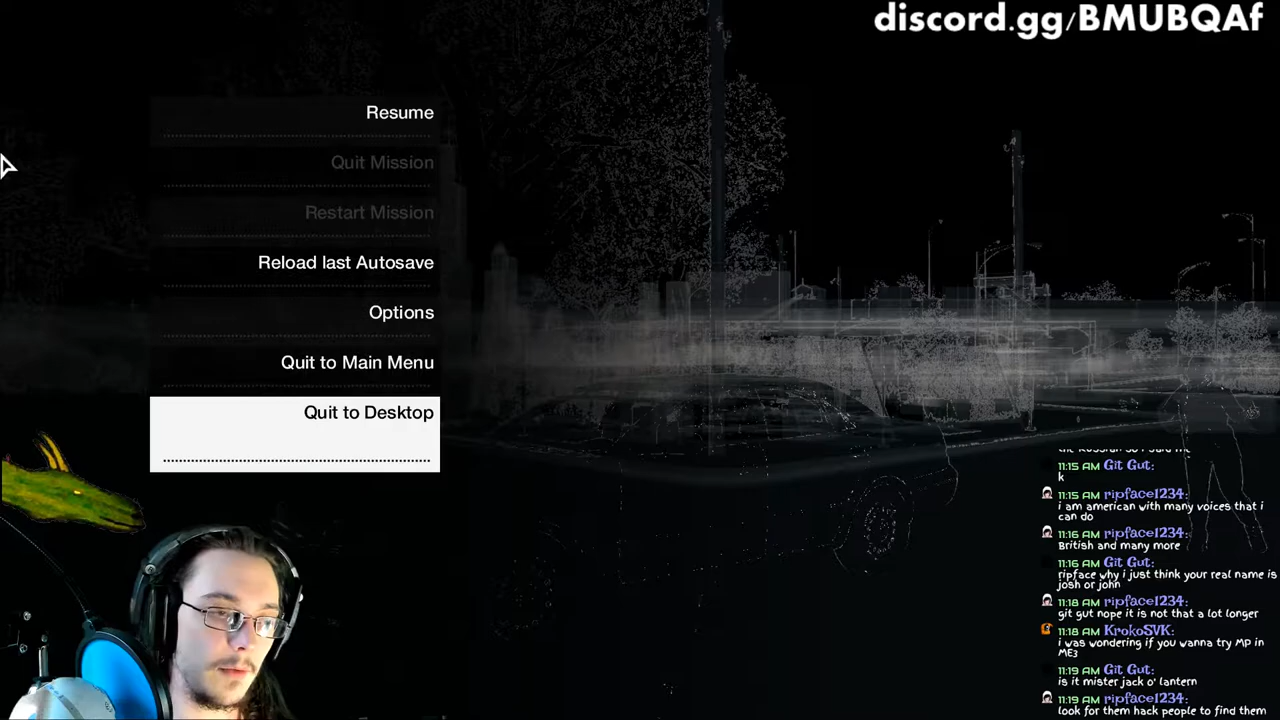 discord.gg/BMUBQAf
Resume
Quit Mission
Restart Mission
Reload last Autosave
Options
Quit to Main Menu
Quit to Desktop
11:15 AM Git Gut:
k
11:15 AM ripface1234:
i am american with many voices that i
can do
11:16 AM ripface1234:
British and many more
11:16 AM Git Gut:
ripface why i just think your real name is
josh or john
11:18 AM ripface1234:
git gut nope it is not that a lot longer
11:18 AM KrokoSVK:
i was wondering if you wanna try MP in
ME3
11:19 AM Git Gut:
is it mister jack o' lantern
11:19 AM ripface1234:
look for them hack people to find them